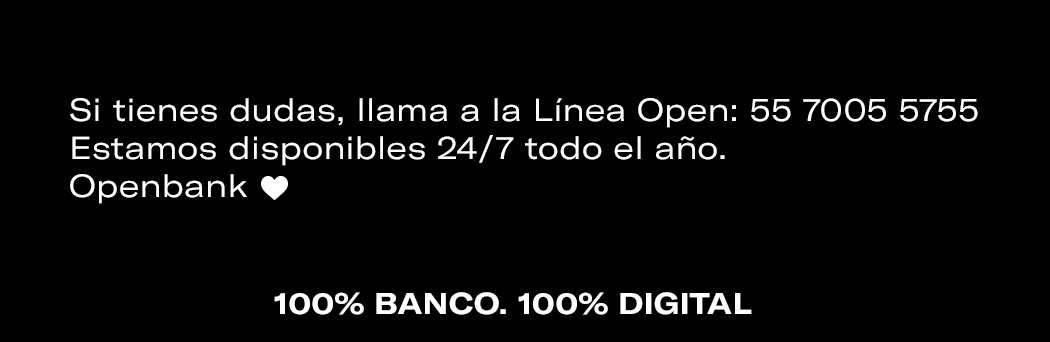 Si tienes dudas, llama a la Línea Open: 55 7005 5755
Estamos disponibles 24/7 todo el año.
Openbank ♥
100% BANCO. 100% DIGITAL